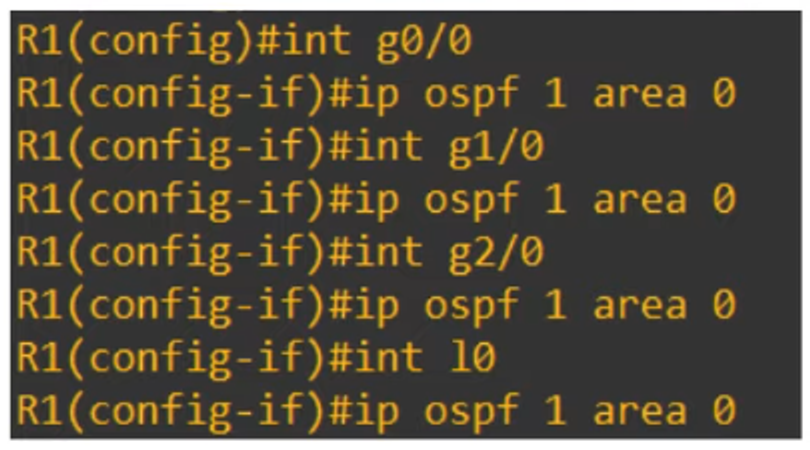 R1(config)#int g0/0
R1(config-if)#ip ospf 1 area 0
R1(config-if)#int g1/0
R1(config-if)#ip ospf 1 area 0
R1(config-if)#int g2/0
R1(config-if)#ip ospf 1 area 0
R1(config-if)#int l0
R1(config-if)#ip ospf 1 area 0